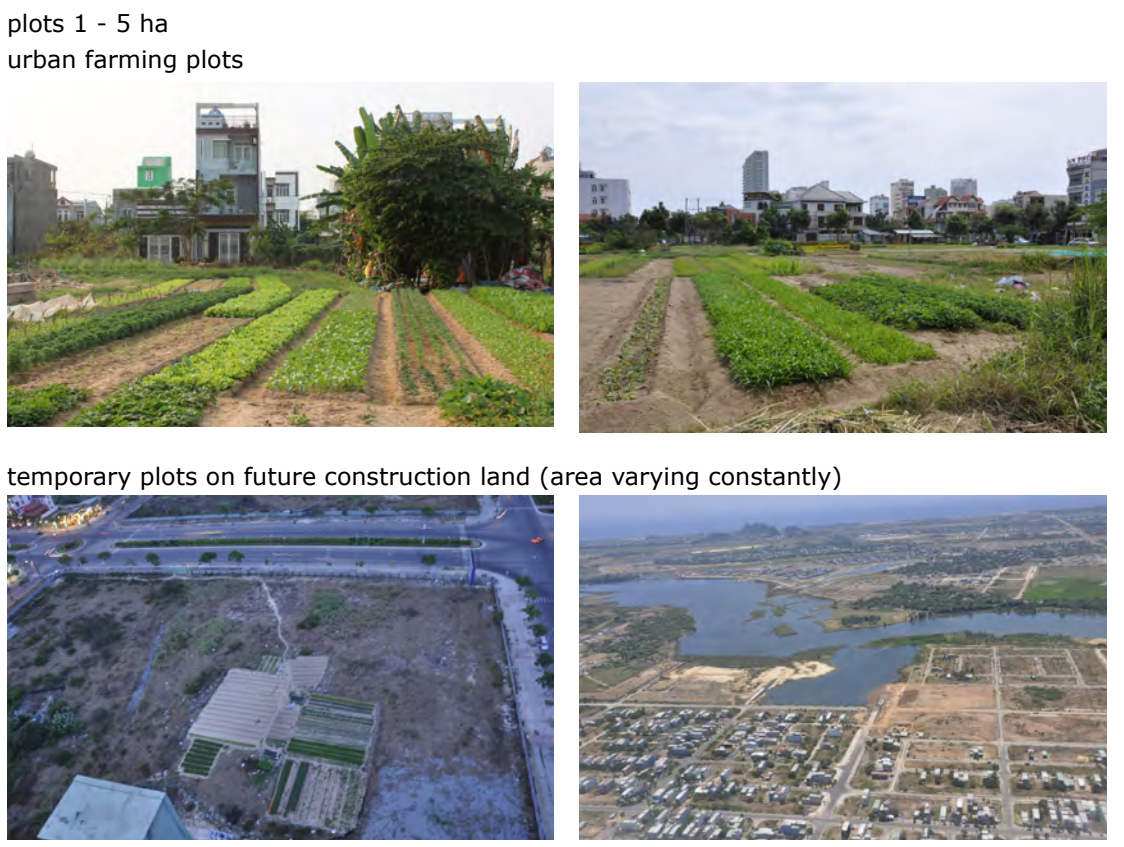 plots 1 - 5 ha
urban farming plots
temporary plots on future construction land (area varying constantly)